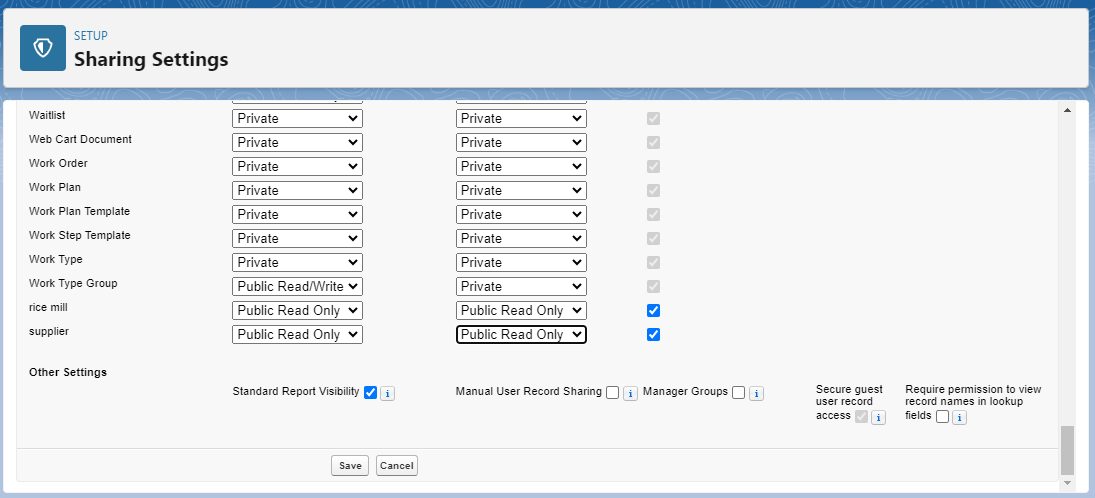 SETUP
Sharing Settings
Waitlist Private Private
Web Cart Document Private Private
Work Order Private Private
Work Plan Private Private
Work Plan Template Private Private
Work Step Template Private Private
Work Type Private Private
Work Type Group Public Read/Write Private
rice mill Public Read Only Public Read Only
supplier Public Read Only Public Read Only
Other Settings
Standard Report Visibility i Manual User Record Sharing i Manager Groups i
Secure guest
user record
access i
Require permission to view
record names in lookup
fields i
Save Cancel